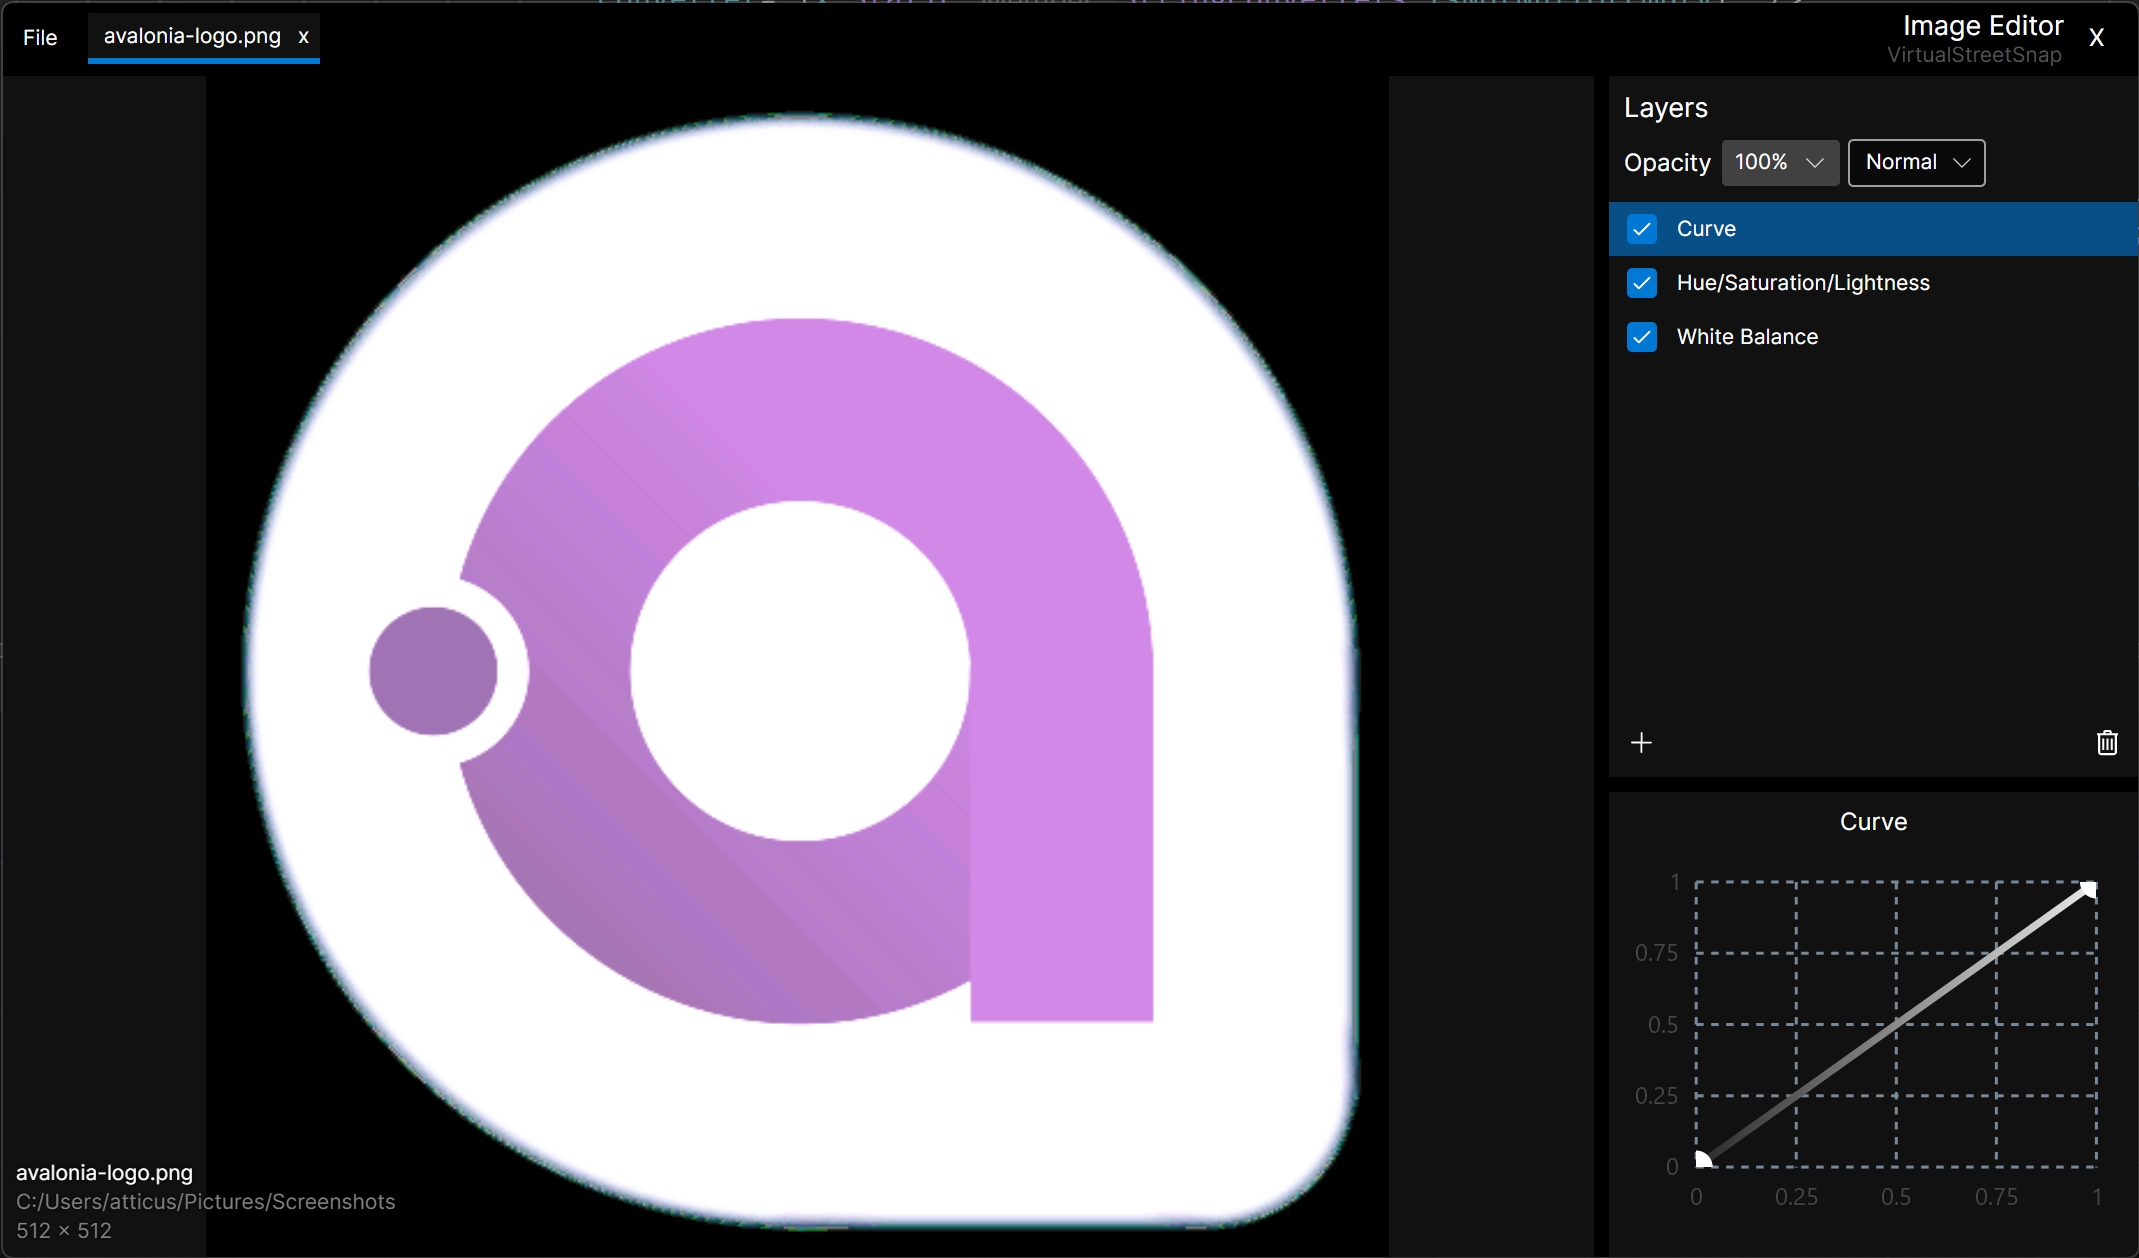 File
avalonia-logo.png x
Image Editor
VirtualStreetSnap
X
Layers
Opacity 100% Normal
Curve
Hue/Saturation/Lightness
White Balance
Curve
1
0.75
0.5
0.25
0
0 0.25 0.5 0.75 1
avalonia-logo.png
C:/Users/atticus/Pictures/Screenshots
512 × 512